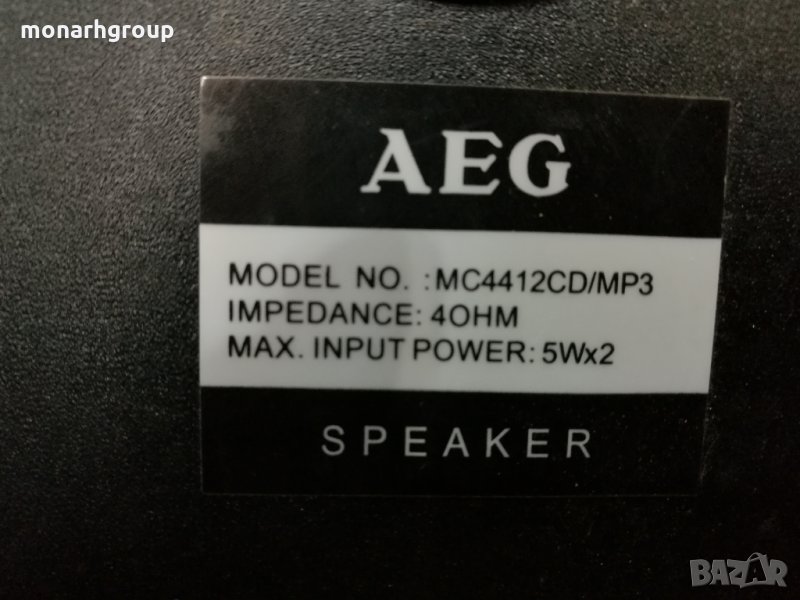 monarhgroup
AEG
MODEL NO. :MC4412CD/MP3
IMPEDANCE: 4OHM
MAX. INPUT POWER: 5Wx2
SPEAKER
BAZAR